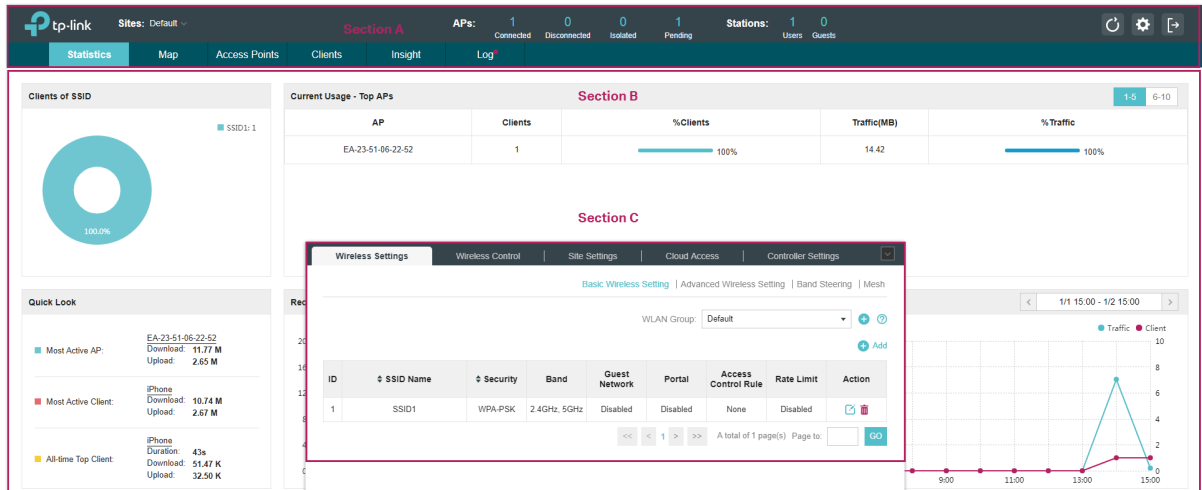 tp-link
Sites: Default
Section A
APs: 1 0 0 1 Stations: 1 0
Connected Disconnected Isolated Pending Users Guests
Statistics Map Access Points Clients Insight Log
Clients of SSID
SSID1: 1
100.0%
Current Usage - Top APs
Section B
1-5 6-10
AP Clients %Clients Traffic(MB) %Traffic
EA-23-51-06-22-52 1 100% 14.42 100%
Section C
Wireless Settings Wireless Control Site Settings Cloud Access Controller Settings
Basic Wireless Setting | Advanced Wireless Setting | Band Steering | Mesh
WLAN Group: Default
Add
ID SSID Name Security Band Guest Network Portal Access Control Rule Rate Limit Action
1 SSID1 WPA-PSK 2.4GHz, 5GHz Disabled Disabled None Disabled
<< < 1 > >> A total of 1 page(s) Page to: GO
Quick Look
Most Active AP:
EA-23-51-06-22-52
Download: 11.77 M
Upload: 2.65 M
Most Active Client:
iPhone
Download: 10.74 M
Upload: 2.67 M
All-time Top Client:
iPhone
Duration: 43s
Download: 51.47 K
Upload: 32.50 K
< 1/1 15:00 - 1/2 15:00 >
Traffic Client
10
8
6
4
2
0
9:00 11:00 13:00 15:00